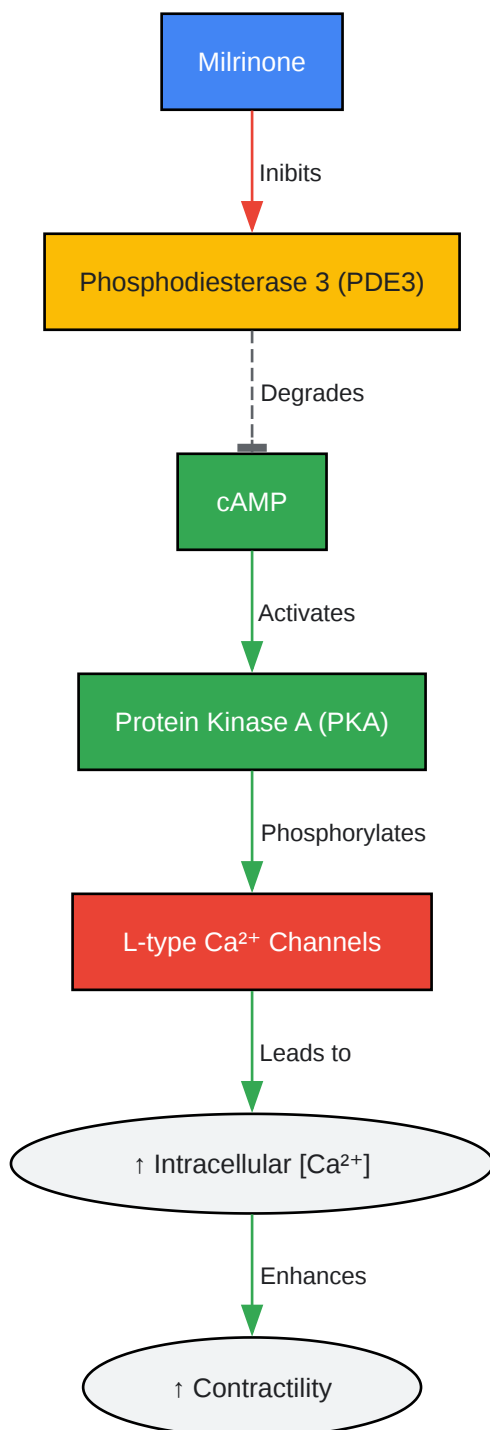 Milrinone
Inibits
Phosphodiesterase 3 (PDE3)
Degrades
cAMP
Activates
Protein Kinase A (PKA)
Phosphorylates
L-type Ca²⁺ Channels
Leads to
↑ Intracellular [Ca²⁺]
Enhances
↑ Contractility